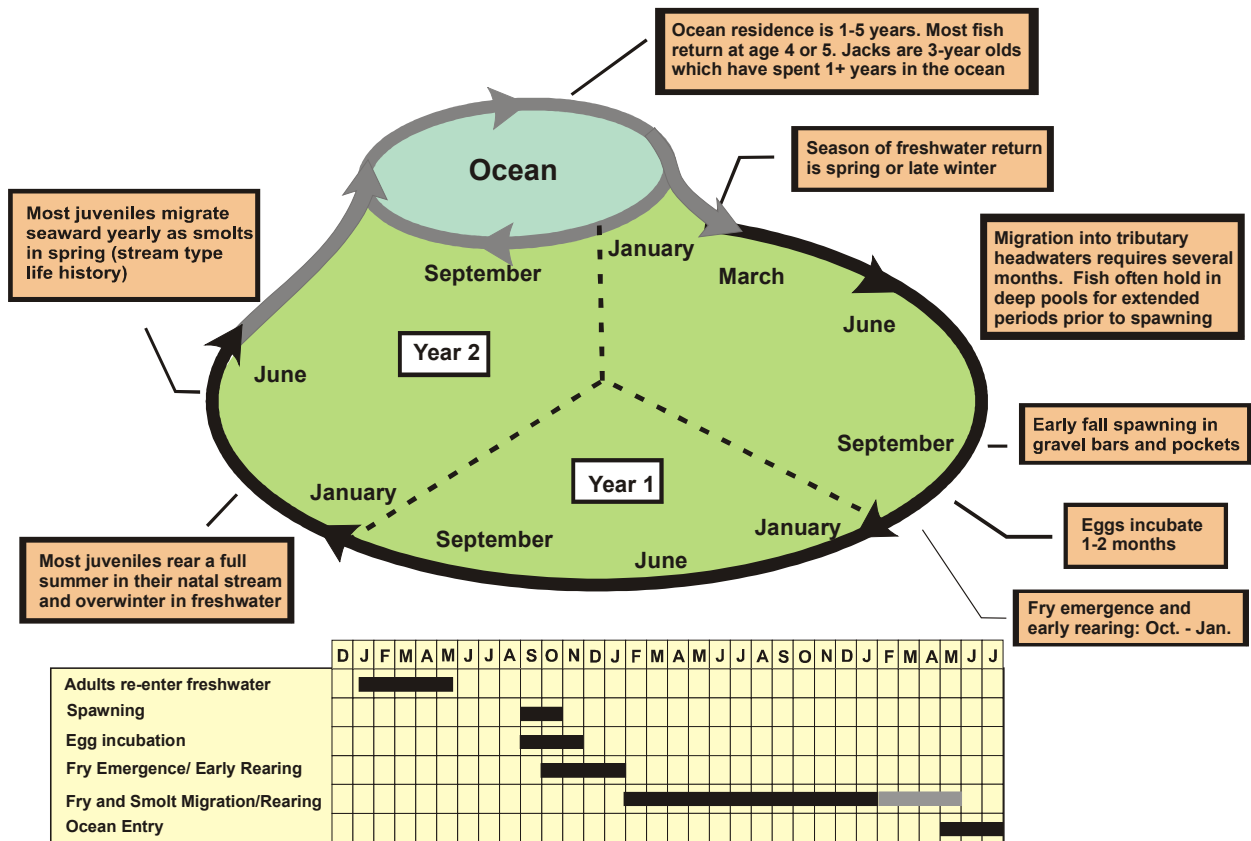 Ocean residence is 1-5 years. Most fish
return at age 4 or 5. Jacks are 3-year olds
which have spent 1+ years in the ocean
Season of freshwater return
is spring or late winter
Ocean
Most juveniles migrate
seaward yearly as smolts
in spring (stream type
life history)
Migration into tributary
headwaters requires several
months. Fish often hold in
deep pools for extended
periods prior to spawning
January
September
March
June
Year 2
June
Early fall spawning in
gravel bars and pockets
September
Year 1
January
January
September
June
Eggs incubate
1-2 months
Most juveniles rear a full
summer in their natal stream
and overwinter in freshwater
Fry emergence and
early rearing: Oct. - Jan.
D J F M A M J J A S O N D J F M A M J J A S O N D J F M A M J J
Adults re-enter freshwater
Spawning
Egg incubation
Fry Emergence/ Early Rearing
Fry and Smolt Migration/Rearing
Ocean Entry